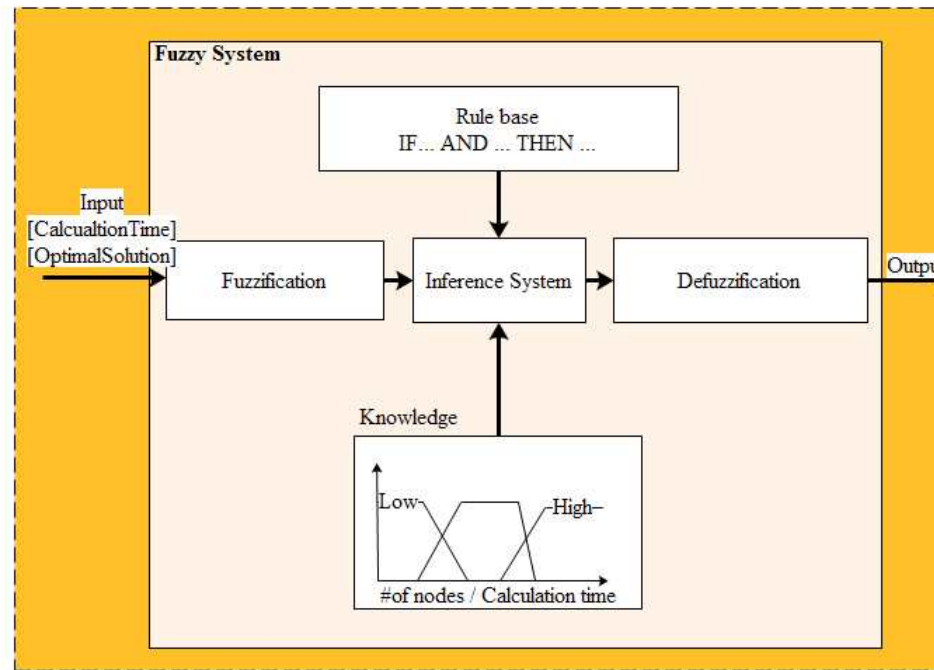 Fuzzy System
Rule base
IF... AND ... THEN ...
Input
[CalcualtionTime]
[OptimalSolution]
Fuzzification
Inference System
Defuzzification
Output
Knowledge
Low
High
#of nodes / Calculation time